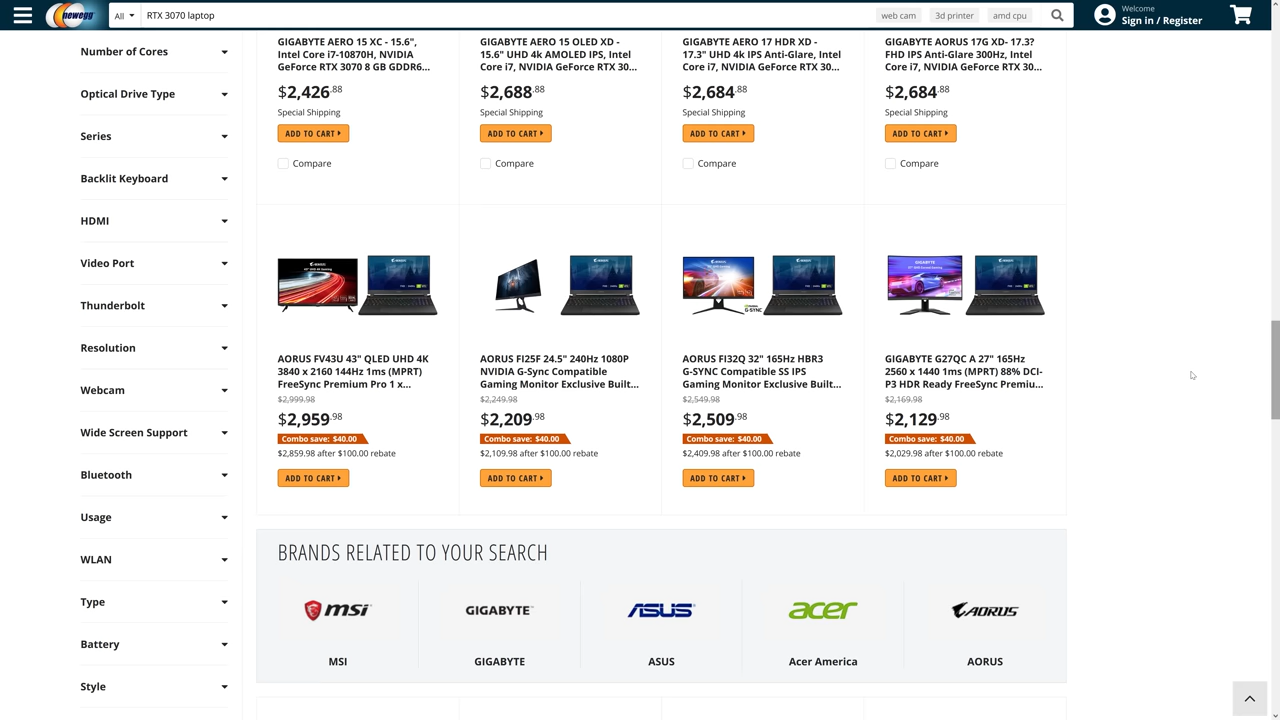 newegg
All
RTX 3070 laptop
web cam
3d printer
amd cpu
Welcome
Sign in / Register
Number of Cores
Optical Drive Type
Series
Backlit Keyboard
HDMI
Video Port
Thunderbolt
Resolution
Webcam
Wide Screen Support
Bluetooth
Usage
WLAN
Type
Battery
Style
GIGABYTE AERO 15 XC - 15.6",
Intel Core i7-10870H, NVIDIA
GeForce RTX 3070 8 GB GDDR6...
$2,426.88
Special Shipping
ADD TO CART
Compare
GIGABYTE AERO 15 OLED XD -
15.6" UHD 4k AMOLED IPS, Intel
Core i7, NVIDIA GeForce RTX 30...
$2,688.88
Special Shipping
ADD TO CART
Compare
GIGABYTE AERO 17 HDR XD -
17.3" UHD 4k IPS Anti-Glare, Intel
Core i7, NVIDIA GeForce RTX 30...
$2,684.88
Special Shipping
ADD TO CART
Compare
GIGABYTE AORUS 17G XD- 17.3?
FHD IPS Anti-Glare 300Hz, Intel
Core i7, NVIDIA GeForce RTX 30...
$2,684.88
Special Shipping
ADD TO CART
Compare
AORUS FV43U 43" QLED UHD 4K
3840 x 2160 144Hz 1ms (MPRT)
FreeSync Premium Pro 1 x...
$2,999.98
$2,959.98
Combo save: $40.00
$2,859.98 after $100.00 rebate
ADD TO CART
AORUS FI25F 24.5" 240Hz 1080P
NVIDIA G-Sync Compatible
Gaming Monitor Exclusive Built...
$2,249.98
$2,209.98
Combo save: $40.00
$2,109.98 after $100.00 rebate
ADD TO CART
G-SYNC
AORUS FI32Q 32" 165Hz HBR3
G-SYNC Compatible SS IPS
Gaming Monitor Exclusive Built...
$2,549.98
$2,509.98
Combo save: $40.00
$2,409.98 after $100.00 rebate
ADD TO CART
GIGABYTE
GIGABYTE G27QC A 27" 165Hz
2560 x 1440 1ms (MPRT) 88% DCI-
P3 HDR Ready FreeSync Premiu...
$2,169.98
$2,129.98
Combo save: $40.00
$2,029.98 after $100.00 rebate
ADD TO CART
BRANDS RELATED TO YOUR SEARCH
msi
GIGABYTE
ASUS
acer
AORUS
MSI
GIGABYTE
ASUS
Acer America
AORUS